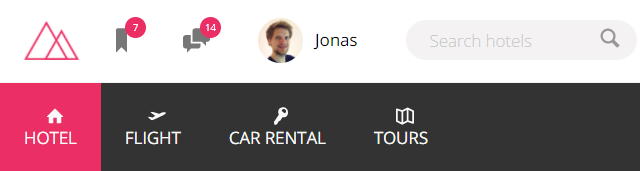 7
14
Jonas
Search hotels
HOTEL
FLIGHT
CAR RENTAL
TOURS